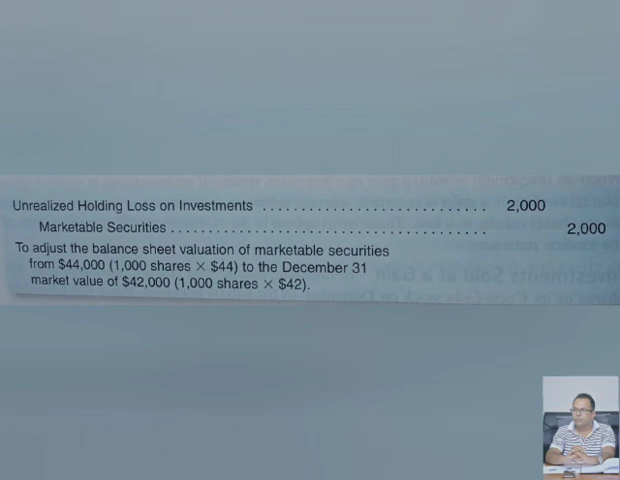 Unrealized Holding Loss on Investments . . . . . . . . . . . . . . . . . . . . . . . . . . . . 2,000
Marketable Securities . . . . . . . . . . . . . . . . . . . . . . . . . . . . . . . . . . . . . . . . 2,000
To adjust the balance sheet valuation of marketable securities
from $44,000 (1,000 shares × $44) to the December 31
market value of $42,000 (1,000 shares × $42).